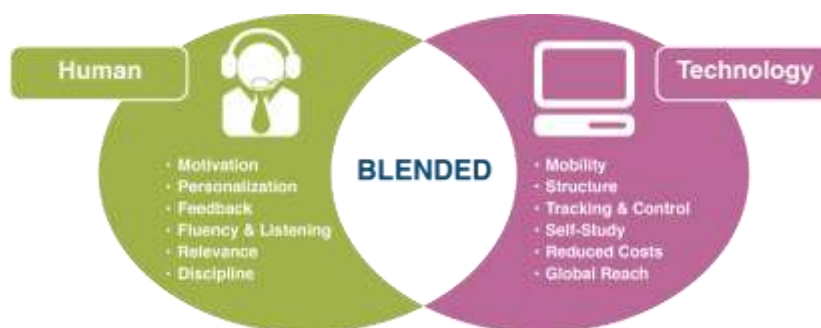 Human
• Motivation
• Personalization
• Feedback
• Fluency & Listening
• Relevance
• Discipline
BLENDED
Technology
• Mobility
• Structure
• Tracking & Control
• Self-Study
• Reduced Costs
• Global Reach